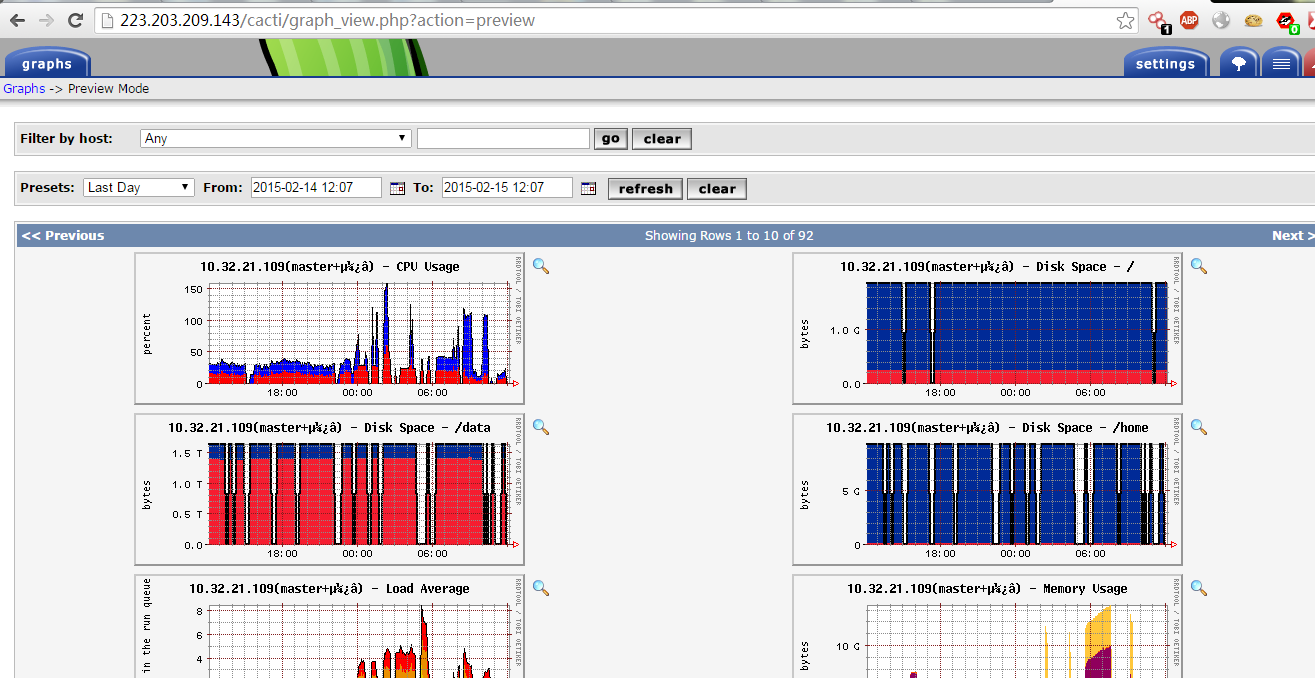 223.203.209.143/cacti/graph_view.php?action=preview
1 ABP 0
graphs settings
Graphs -> Preview Mode
Filter by host: Any go clear
Presets: Last Day From: 2015-02-14 12:07 To: 2015-02-15 12:07 refresh clear
<< Previous Showing Rows 1 to 10 of 92 Next >
10.32.21.109(master+µ¾¿â) - CPU Usage
percent
150
100
50
0
18:00 00:00 06:00
RRDTOOL / TOBI OETIKER
10.32.21.109(master+µ¾¿â) - Disk Space - /
bytes
1.0 G
0.0
18:00 00:00 06:00
RRDTOOL / TOBI OETIKER
10.32.21.109(master+µ¾¿â) - Disk Space - /data
bytes
1.5 T
1.0 T
0.5 T
0.0
18:00 00:00 06:00
RRDTOOL / TOBI OETIKER
10.32.21.109(master+µ¾¿â) - Disk Space - /home
bytes
5 G
0
18:00 00:00 06:00
RRDTOOL / TOBI OETIKER
10.32.21.109(master+µ¾¿â) - Load Average
in the run queue
8
6
4
RRDTOOL / TOBI OETIKER
10.32.21.109(master+µ¾¿â) - Memory Usage
bytes
10 G
RRDTOOL / TOBI OETIKER